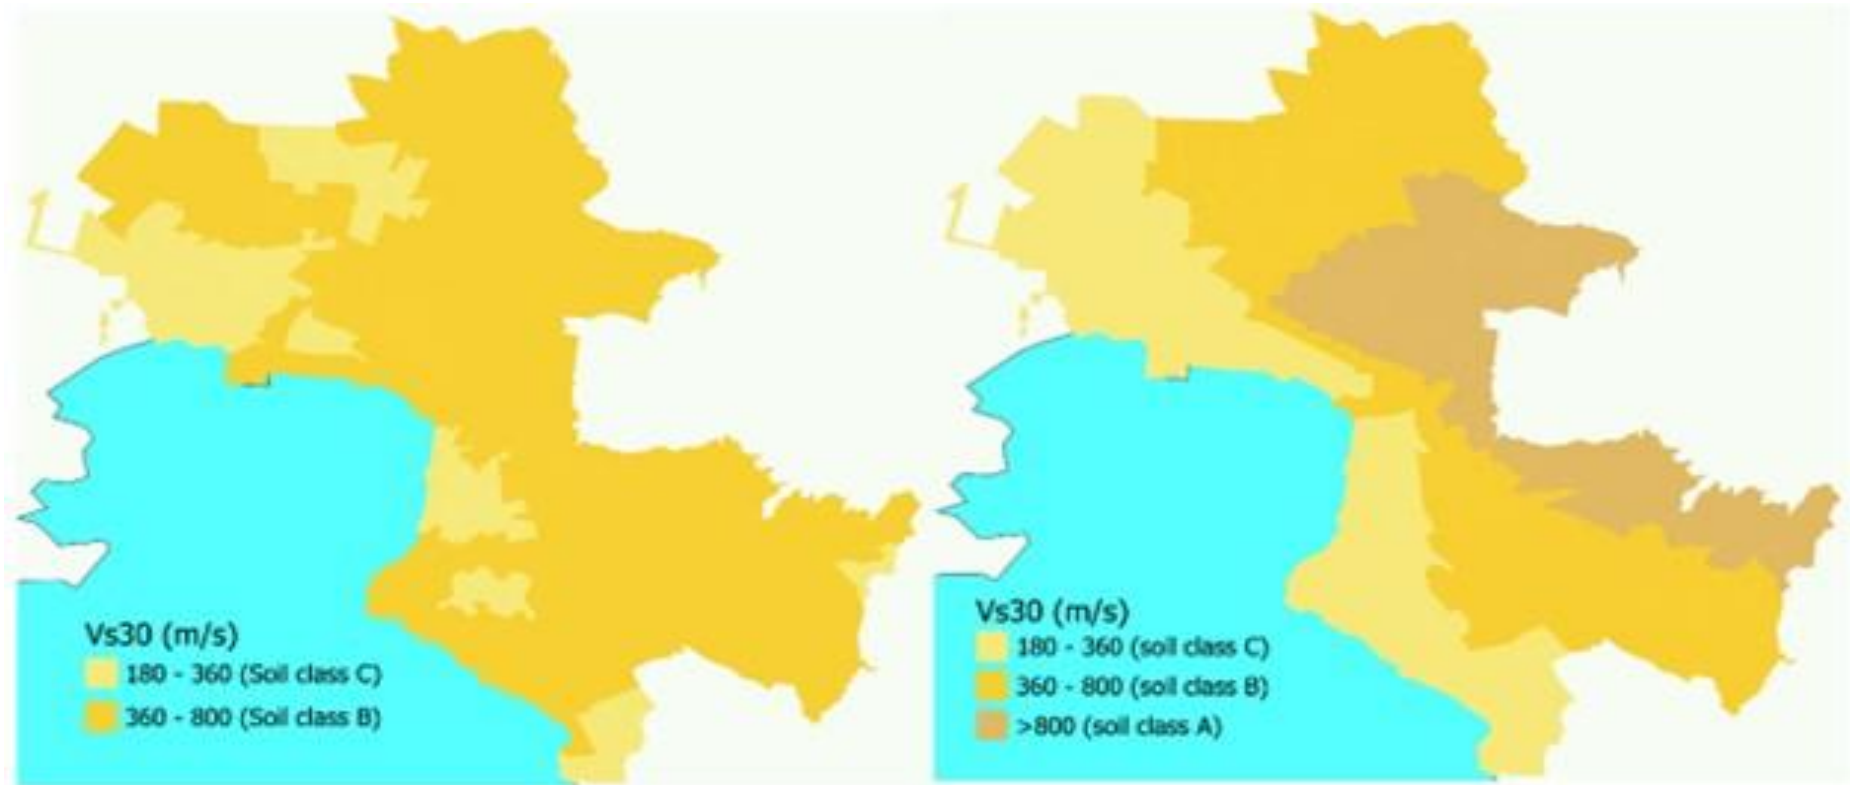 Vs30 (m/s)
180 - 360 (Soil class C)
360 - 800 (Soil class B)
Vs30 (m/s)
180 - 360 (soil class C)
360 - 800 (soil class B)
>800 (soil class A)